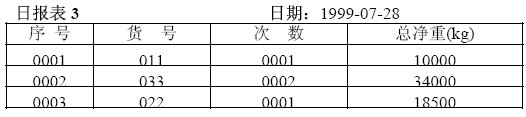 日报表 3 日期：1999-07-28
序 号 货 号 次 数 总净重(kg)
0001 011 0001 10000
0002 033 0002 34000
0003 022 0001 18500